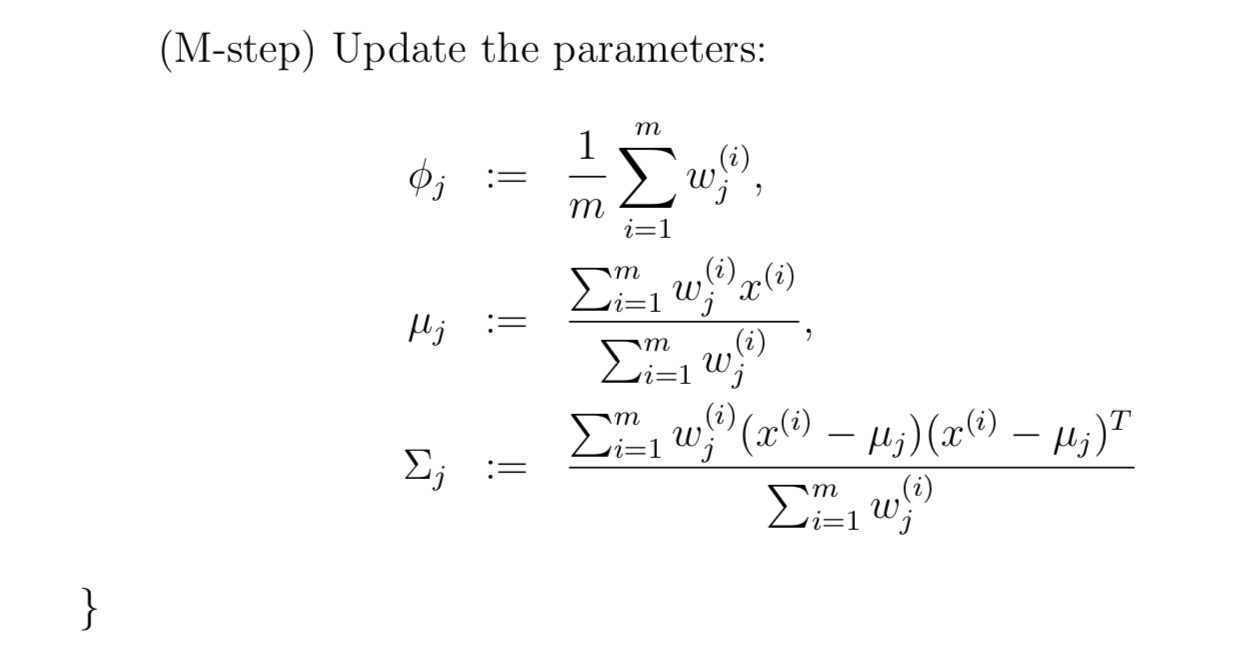 (M-step) Update the parameters:
$\phi_j := \frac{1}{m} \sum_{i=1}^{m} w_j^{(i)},$
$\mu_j := \frac{\sum_{i=1}^{m} w_j^{(i)} x^{(i)}}{\sum_{i=1}^{m} w_j^{(i)}},$
$\Sigma_j := \frac{\sum_{i=1}^{m} w_j^{(i)} (x^{(i)} - \mu_j)(x^{(i)} - \mu_j)^T}{\sum_{i=1}^{m} w_j^{(i)}}$
}